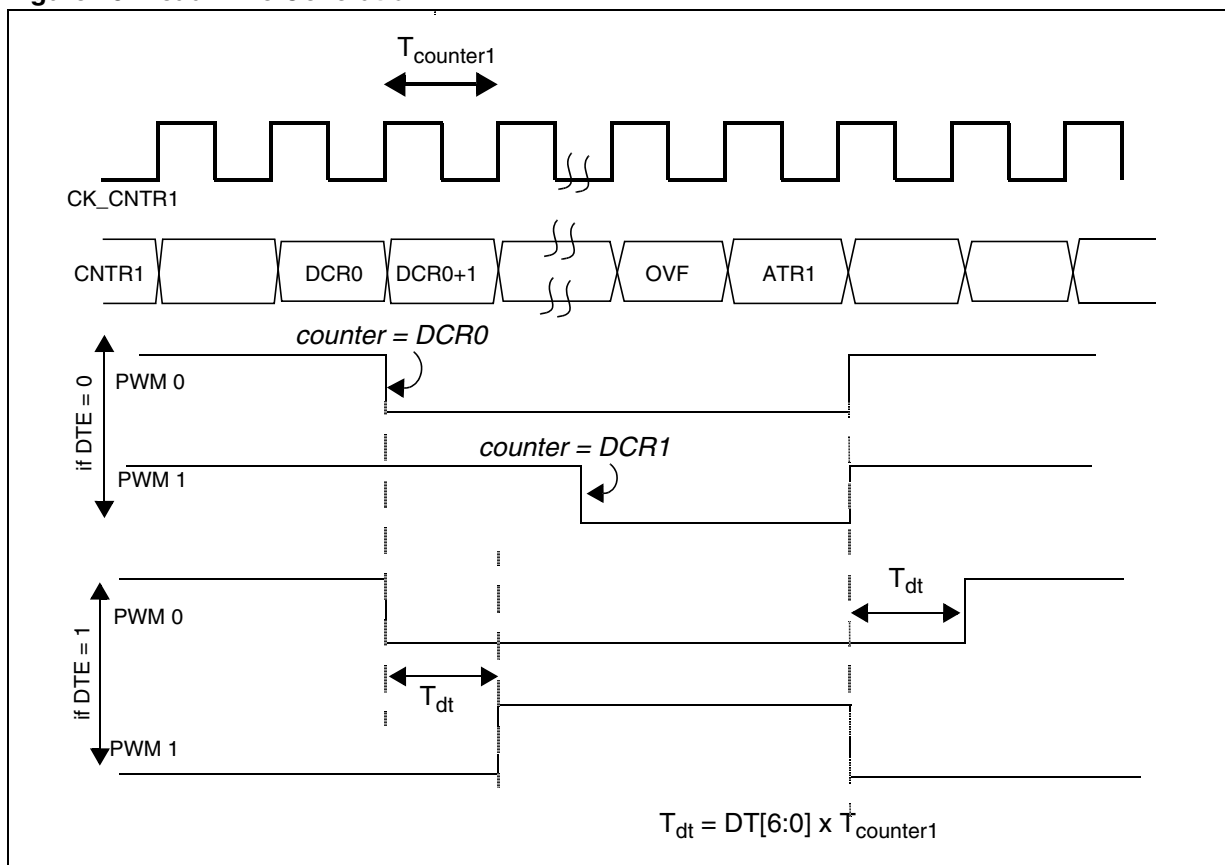 T counter1
CK_CNTR1
CNTR1
DCR0
DCR0+1
OVF
ATR1
counter = DCR0
if DTE = 0
PWM 0
counter = DCR1
PWM 1
if DTE = 1
PWM 0
Tdt
Tdt
PWM 1
Tdt = DT[6:0] x Tcounter1